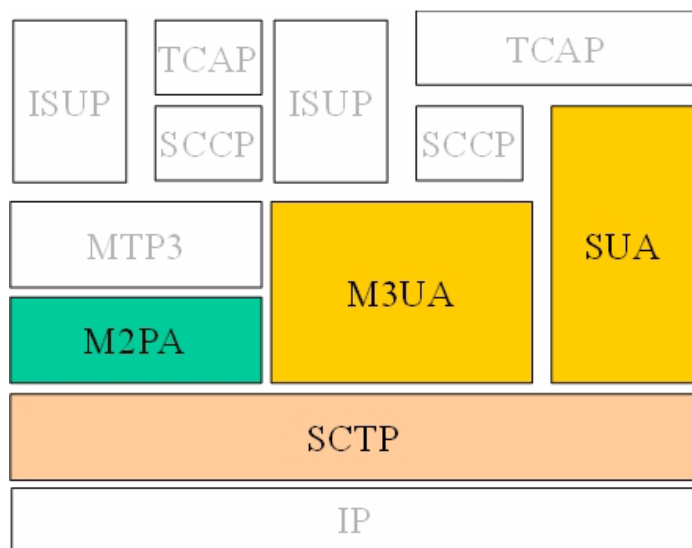 TCAP
TCAP
ISUP
ISUP
SCCP
SCCP
MTP3
SUA
M3UA
M2PA
SCTP
IP